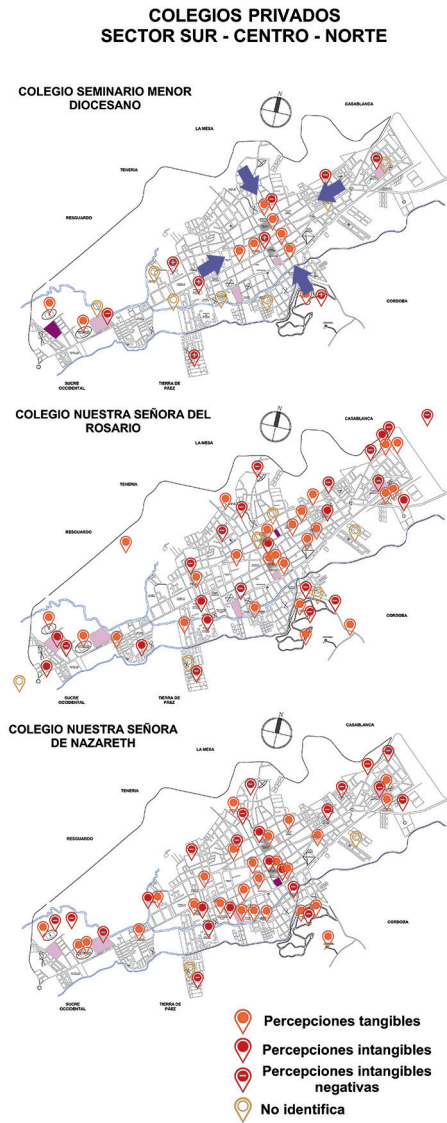 COLEGIOS PRIVADOS
SECTOR SUR - CENTRO - NORTE
COLEGIO SEMINARIO MENOR
DIOCESANO
N
CASABLANCA
LA MESA
TENERIA
RESGUARDO
CORDOBA
SUCRE
OCCIDENTAL
TIERRA DE
PÁEZ
COLEGIO NUESTRA SEÑORA DEL
ROSARIO
N
CASABLANCA
LA MESA
TENERIA
RESGUARDO
CORDOBA
SUCRE
OCCIDENTAL
TIERRA DE
PÁEZ
COLEGIO NUESTRA SEÑORA
DE NAZARETH
N
CASABLANCA
LA MESA
TENERIA
RESGUARDO
CORDOBA
SUCRE
OCCIDENTAL
TIERRA DE
PÁEZ
Percepciones tangibles
Percepciones intangibles
Percepciones intangibles
negativas
No identifica